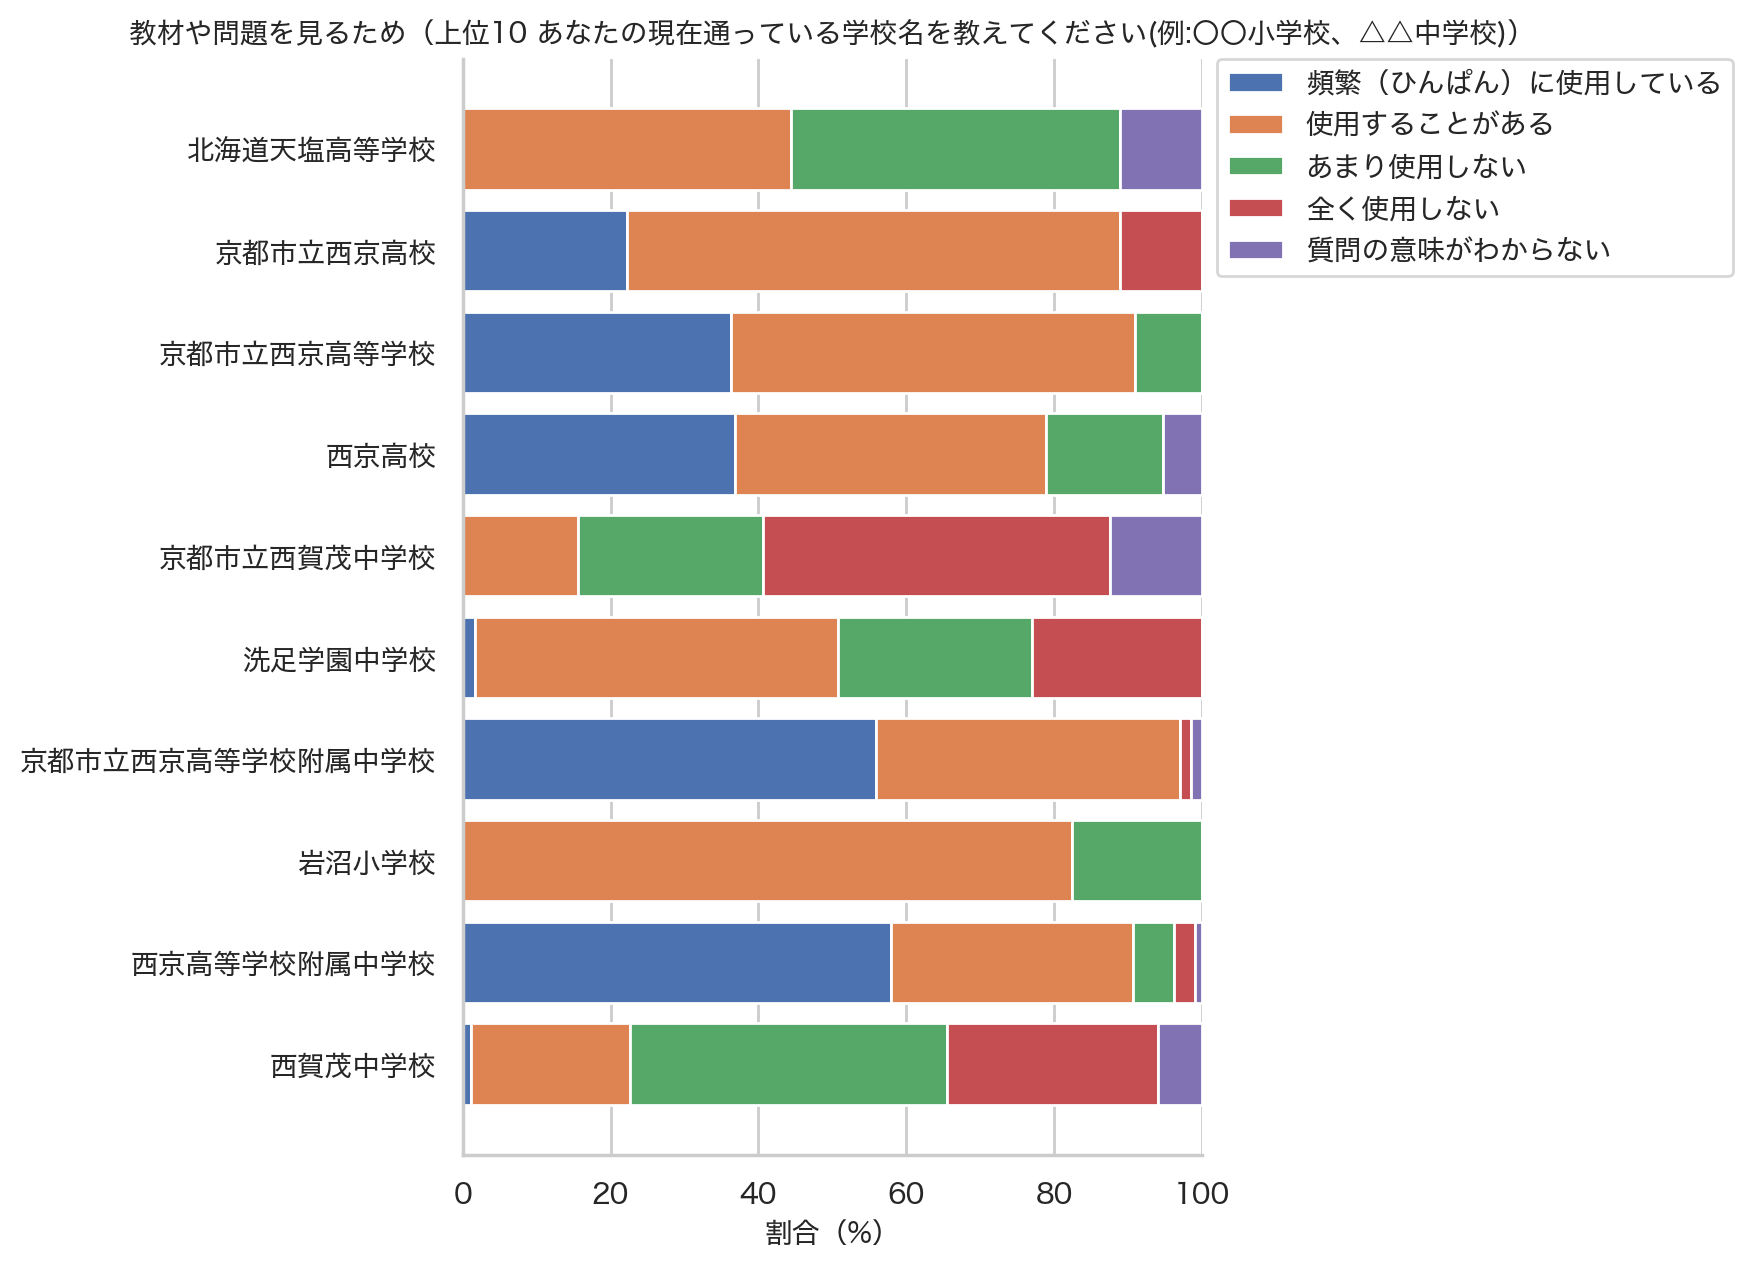 教材や問題を見るため（上位10 あなたの現在通っている学校名を教えてください(例:〇〇小学校、△△中学校)）
頻繁（ひんぱん）に使用している
使用することがある
あまり使用しない
全く使用しない
質問の意味がわからない
北海道天塩高等学校
京都市立西京高校
京都市立西京高等学校
西京高校
京都市立西賀茂中学校
洗足学園中学校
京都市立西京高等学校附属中学校
岩沼小学校
西京高等学校附属中学校
西賀茂中学校
0 20 40 60 80 100
割合（%）